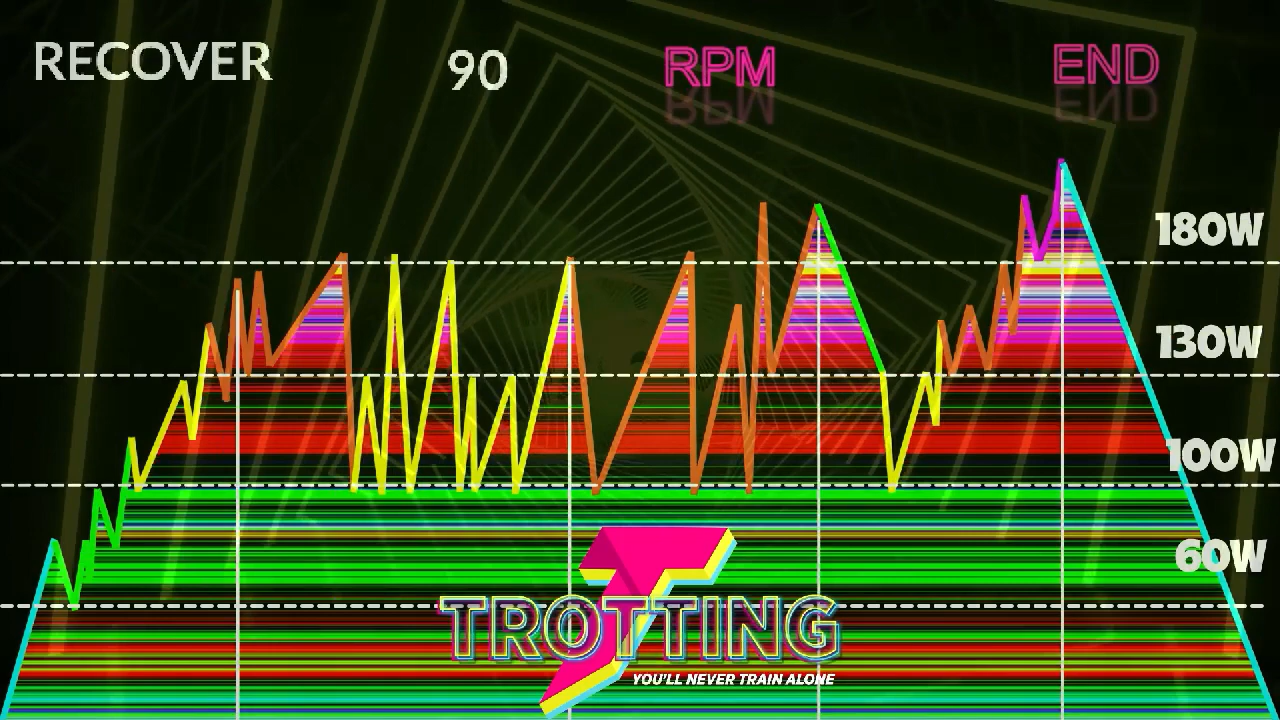 RECOVER 90 RPM END
180W
130W
100W
60W
TROTTING
YOU'LL NEVER TRAIN ALONE